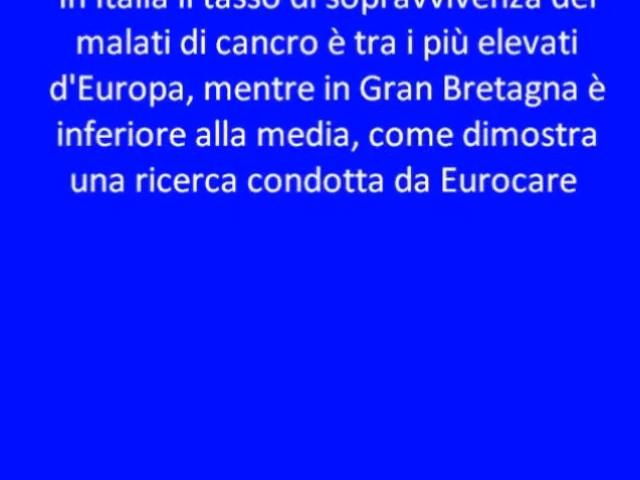 In Italia il tasso di sopravvivenza dei
malati di cancro è tra i più elevati
d'Europa, mentre in Gran Bretagna è
inferiore alla media, come dimostra
una ricerca condotta da Eurocare